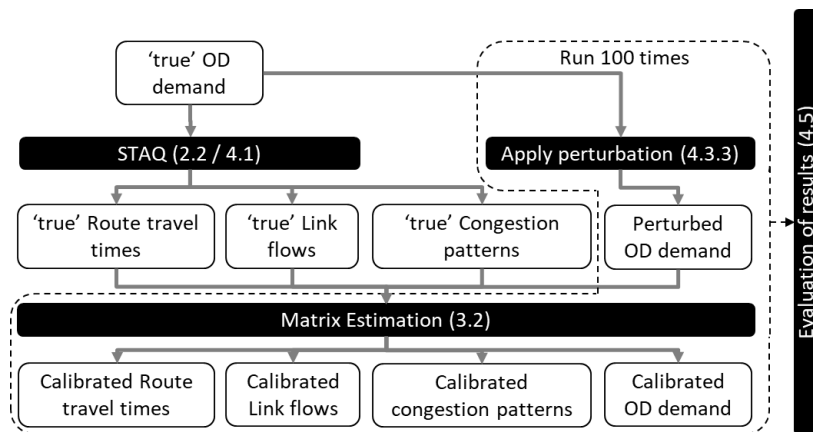 ‘true’ OD
demand
Run 100 times
STAQ (2.2 / 4.1)
Apply perturbation (4.3.3)
‘true’ Route travel
times
‘true’ Link
flows
‘true’ Congestion
patterns
Perturbed
OD demand
Matrix Estimation (3.2)
Calibrated Route
travel times
Calibrated
Link flows
Calibrated
congestion patterns
Calibrated
OD demand
Evaluation of results (4.5)